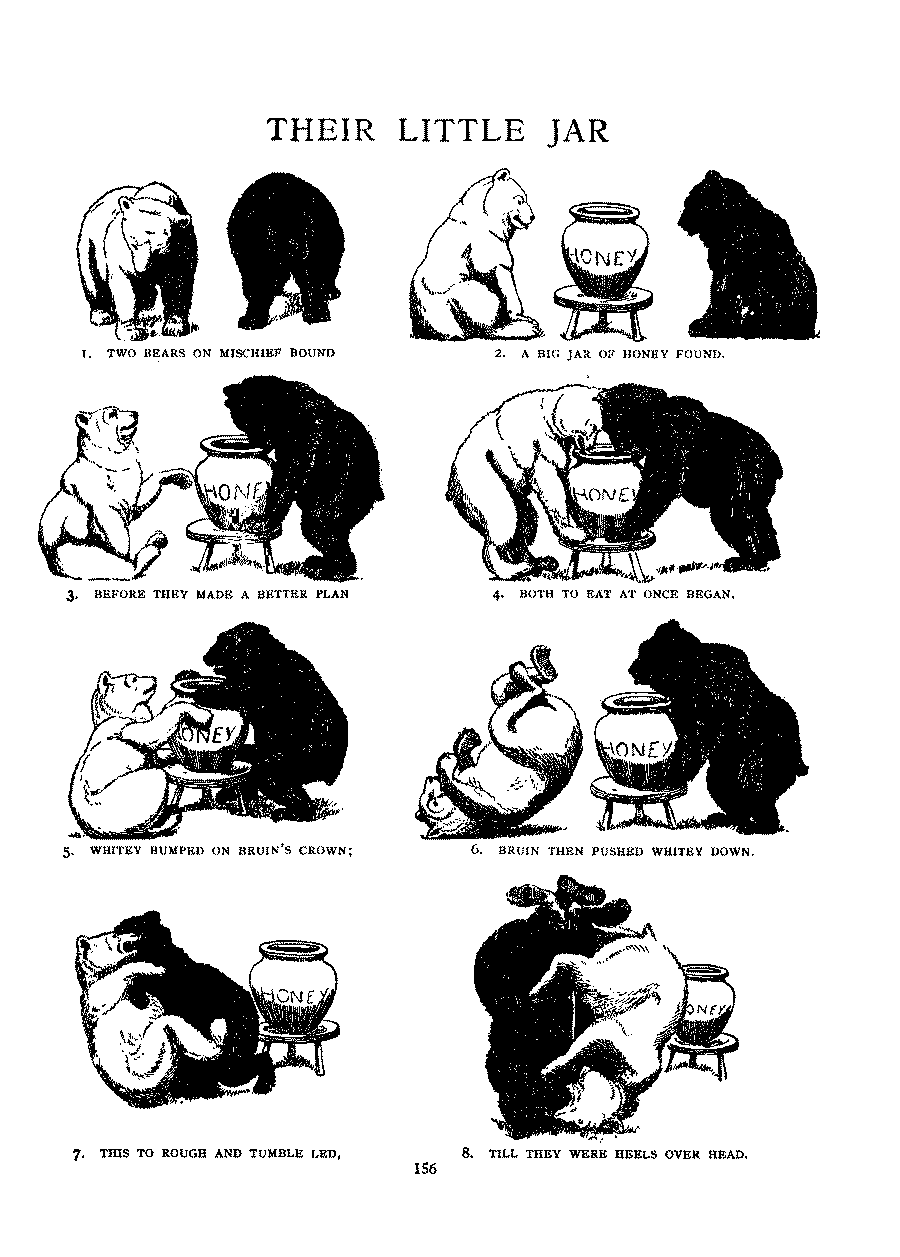 THEIR LITTLE JAR
1. TWO BEARS ON MISCHIEF BOUND
HONEY
2. A BIG JAR OF HONEY FOUND.
HONEY
3. BEFORE THEY MADE A BETTER PLAN
HONEY
4. BOTH TO EAT AT ONCE BEGAN.
ONEY
5. WHITEY BUMPED ON BRUIN'S CROWN;
HONEY
6. BRUIN THEN PUSHED WHITEY DOWN.
HONEY
7. THIS TO ROUGH AND TUMBLE LED,
ONEY
8. TILL THEY WERE HEELS OVER HEAD.
156